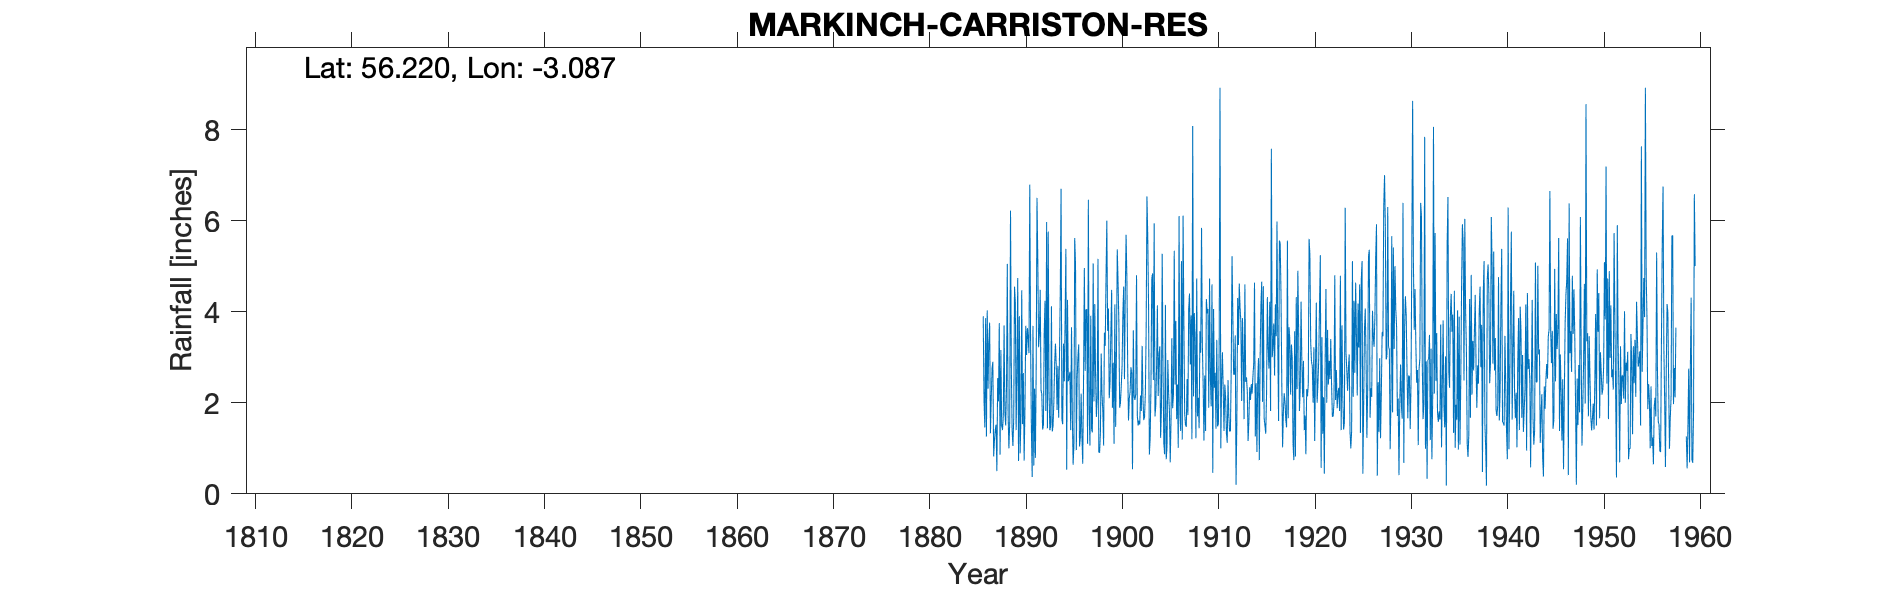 MARKINCH-CARRISTON-RES
Lat: 56.220, Lon: -3.087
8
6
4
2
0
Rainfall [inches]
1810 1820 1830 1840 1850 1860 1870 1880 1890 1900 1910 1920 1930 1940 1950 1960
Year